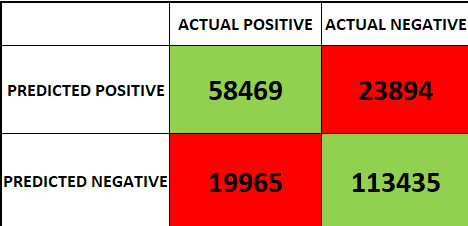 ACTUAL POSITIVE ACTUAL NEGATIVE
PREDICTED POSITIVE 58469 23894
PREDICTED NEGATIVE 19965 113435